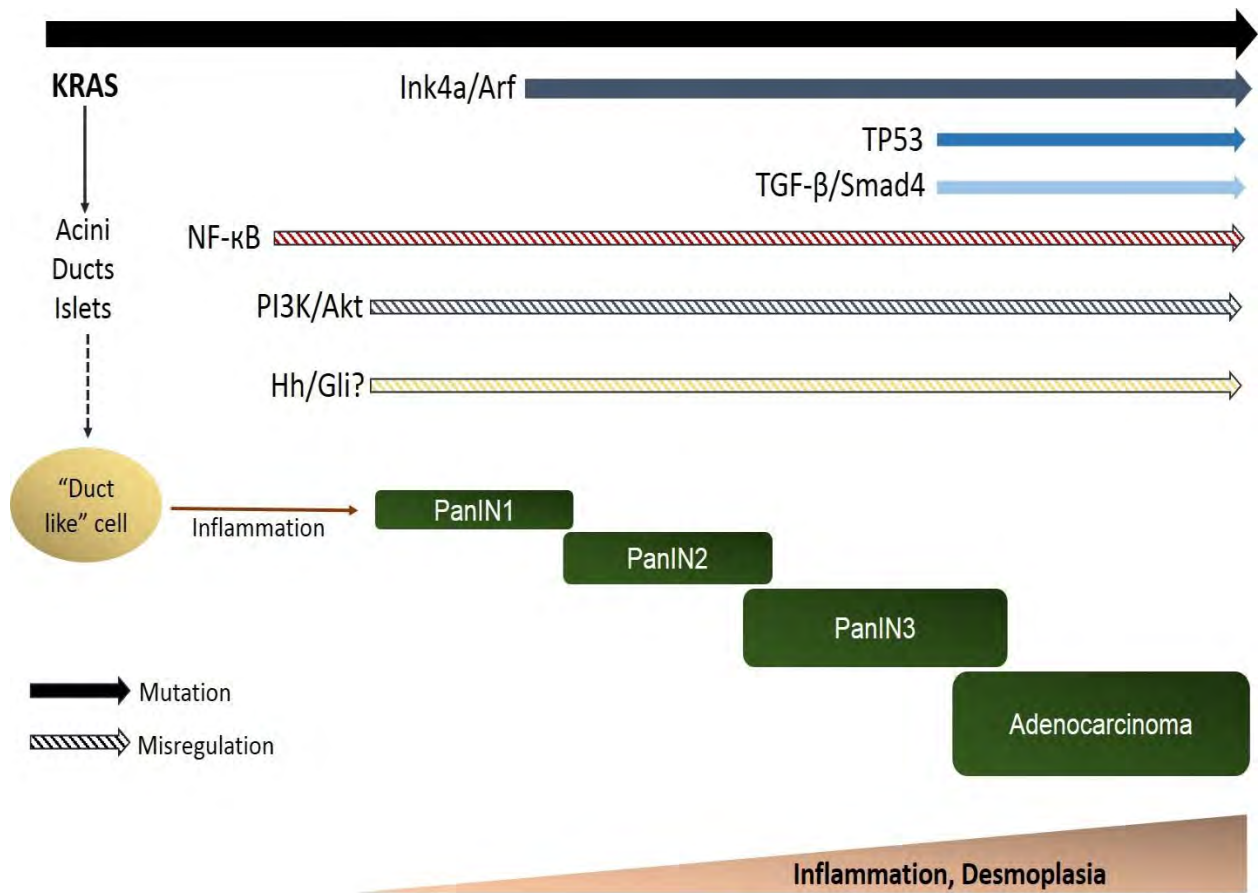 KRAS
Ink4a/Arf
TP53
TGF-β/Smad4
Acini
Ducts
Islets
NF-κB
PI3K/Akt
Hh/Gli?
“Duct
like” cell
Inflammation
PanIN1
PanIN2
PanIN3
Adenocarcinoma
Mutation
Misregulation
Inflammation, Desmoplasia